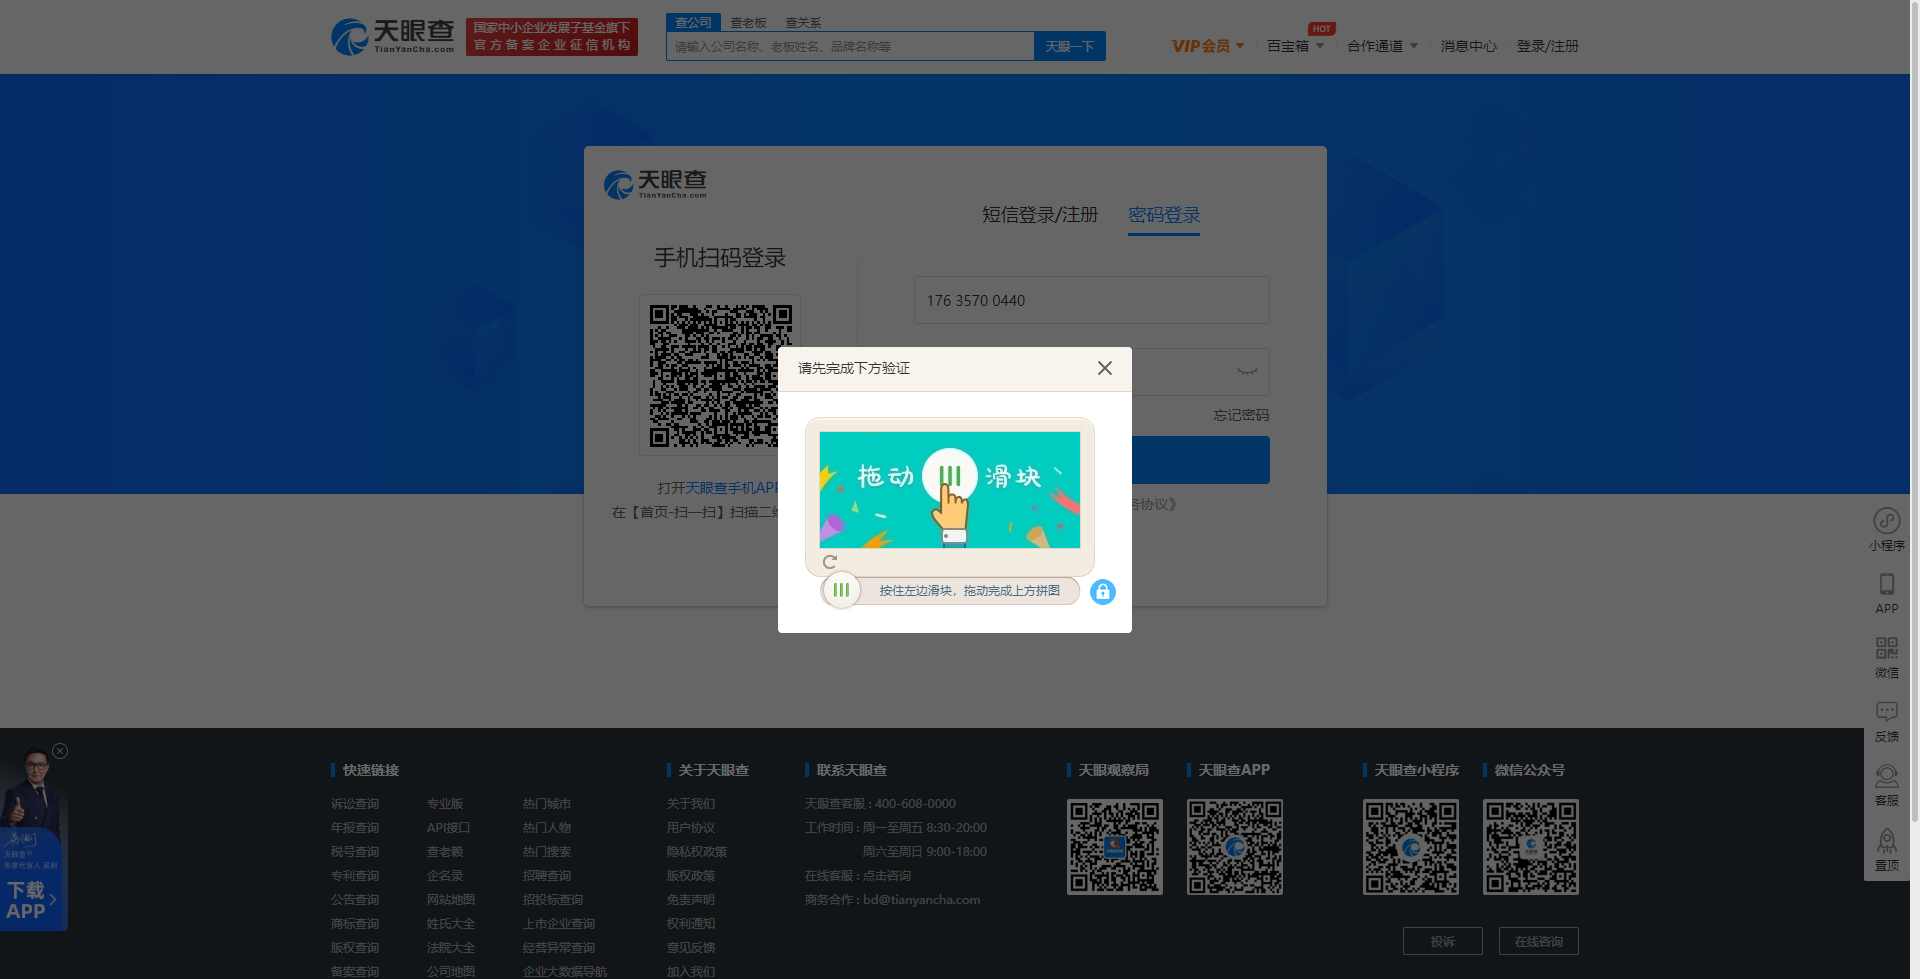 天眼查
TianYanCha.com
国家中小企业发展子基金旗下
官方备案企业征信机构
查公司 查老板 查关系
请输入公司名称、老板姓名、品牌名称等 天眼一下
HOT
VIP会员 百宝箱 合作通道 消息中心 登录/注册
天眼查
TianYanCha.com
短信登录/注册 密码登录
手机扫码登录
176 3570 0440
请先完成下方验证
忘记密码
拖动 滑块
按住左边滑块，拖动完成上方拼图
打开天眼查手机AP
在【首页-扫一扫】扫描二
务协议》
小程序
APP
微信
反馈
客服
置顶
天眼查
形象代言人
下载
APP
快速链接
诉讼查询 专业版 热门城市
年报查询 API接口 热门人物
税号查询 查老赖 热门搜索
专利查询 企名录 招聘查询
公告查询 网站地图 招投标查询
商标查询 姓氏大全 上市企业查询
版权查询 法院大全 经营异常查询
备案查询 公司地图 企业大数据导航
关于天眼查
关于我们
用户协议
隐私权政策
版权政策
免责声明
权利通知
意见反馈
加入我们
联系天眼查
天眼查客服 : 400-608-0000
工作时间 : 周一至周五 8:30-20:00
周六至周日 9:00-18:00
在线客服 : 点击咨询
商务合作 : bd@tianyancha.com
天眼观察局 天眼查APP 天眼查小程序 微信公众号
投诉 在线咨询